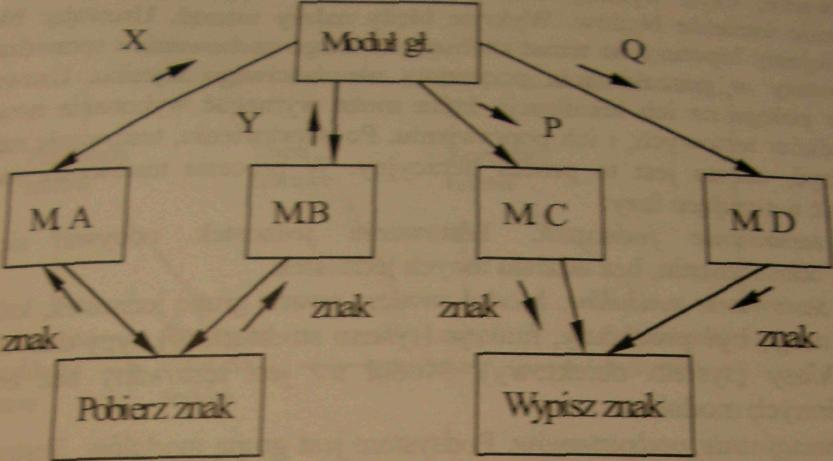 Moduł gł.
X
Q
Y
P
M A
MB
M C
M D
znak
znak
znak
znak
Pobierz znak
Wypisz znak